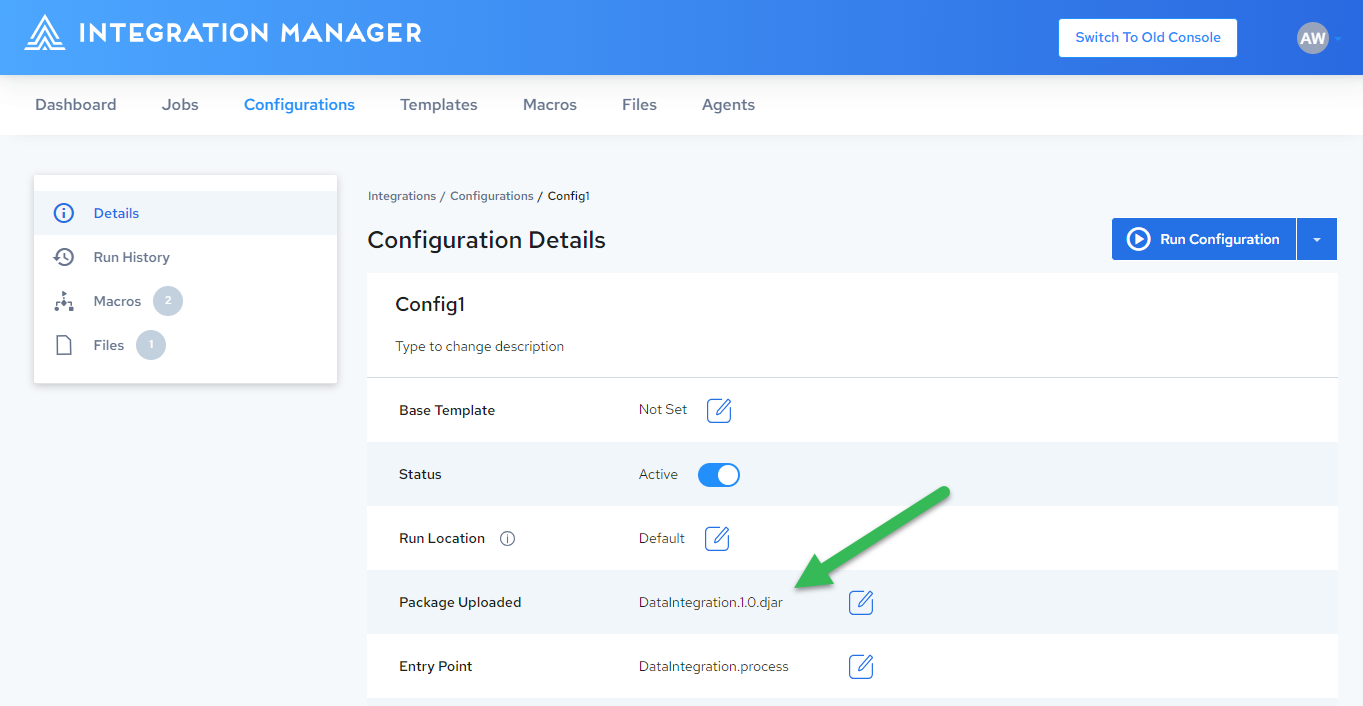 INTEGRATION MANAGER
Switch To Old Console
AW
Dashboard Jobs Configurations Templates Macros Files Agents
Details
Run History
Macros 2
Files 1
Integrations / Configurations / Config1
Configuration Details
Run Configuration
Config1
Type to change description
Base Template Not Set
Status Active
Run Location Default
Package Uploaded DataIntegration.1.0.djar
Entry Point DataIntegration.process